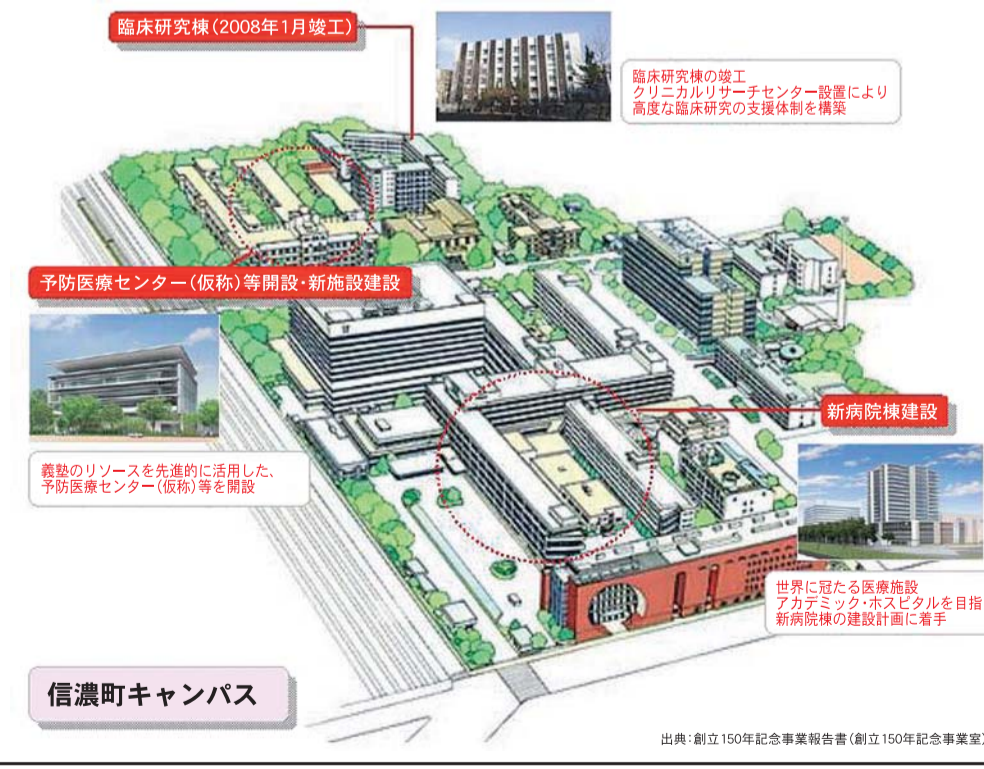 臨床研究棟(2008年1月竣工)
臨床研究棟の竣工
クリニカルリサーチセンター設置により
高度な臨床研究の支援体制を構築
予防医療センター(仮称)等開設・新施設建設
義塾のリソースを先進的に活用した、
予防医療センター(仮称)等を開設
新病院棟建設
世界に冠たる医療施設
アカデミック・ホスピタルを目指
新病院棟の建設計画に着手
信濃町キャンパス
出典:創立150年記念事業報告書(創立150年記念事業室)